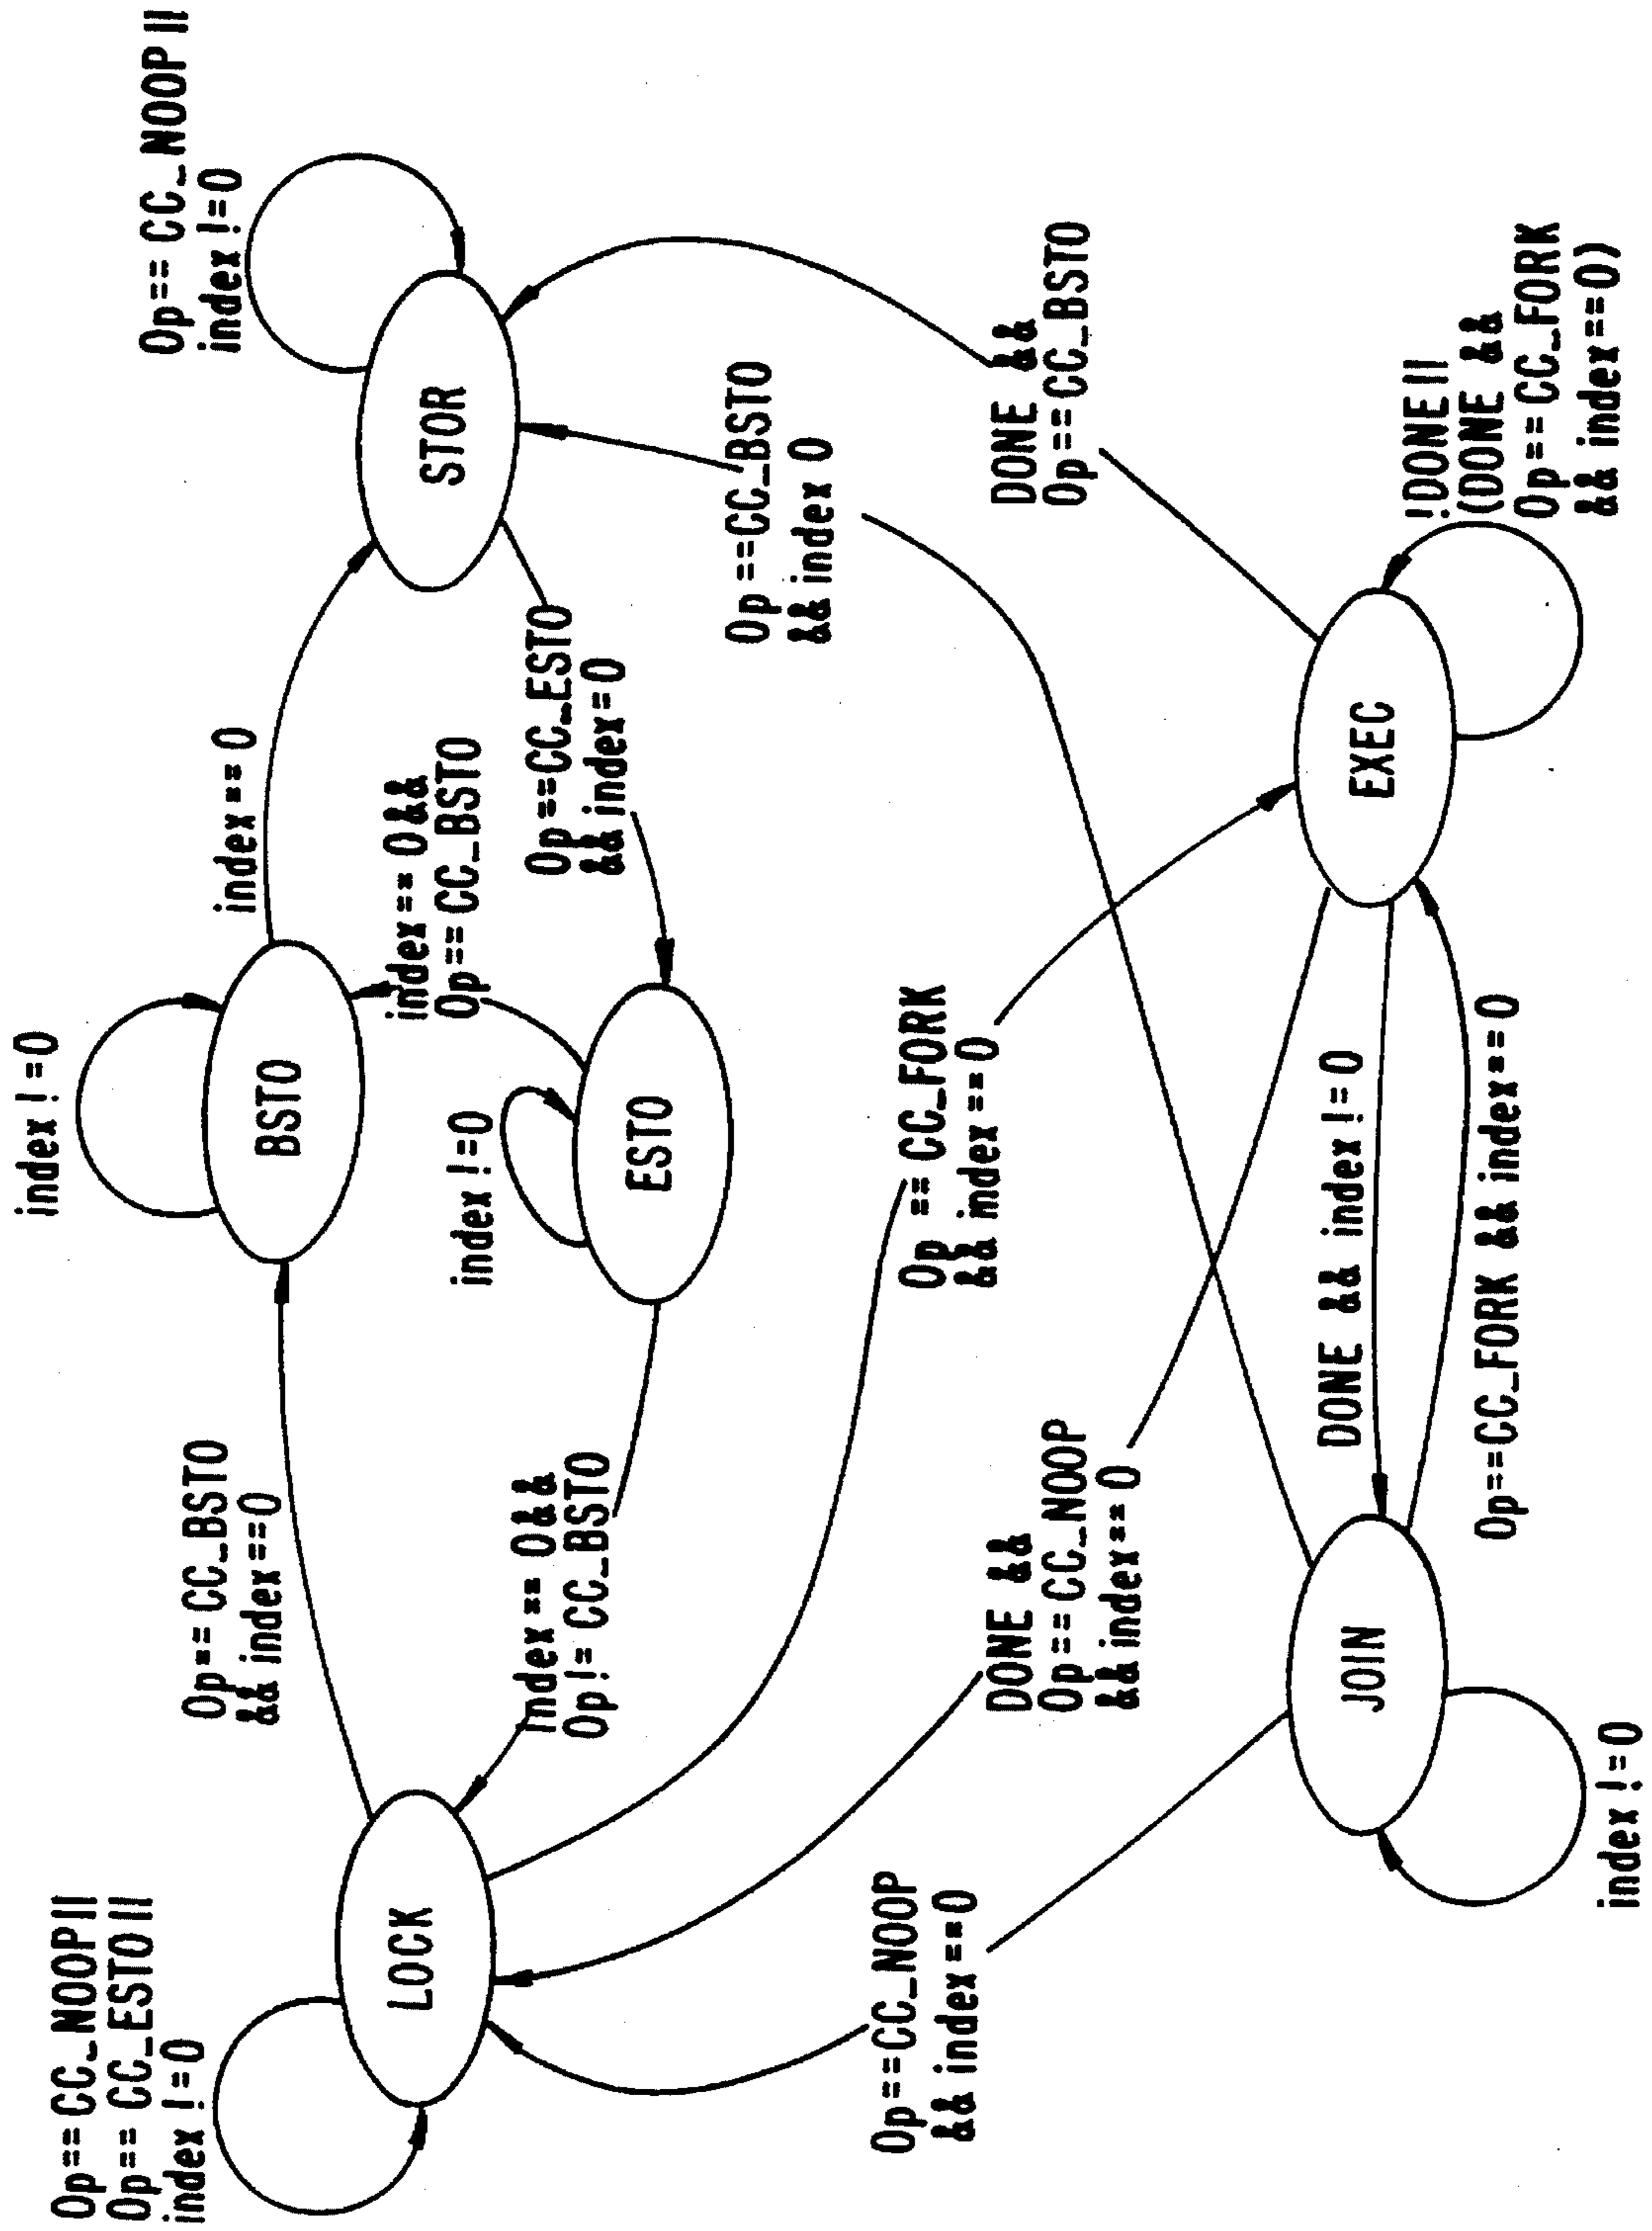 Op== CC_NOOP||
Op== CC_ESTO||
index !=0
LOCK
Op== CC_BSTO
&& index ==0
index !=0
BSTO
index == 0
Op== CC_NOOP ||
index !=0
STOR
index == 0&&
Op== CC_BSTO
index !=0
ESTO
Op==CC_ESTO
&& index=0
index == 0&&
Op!= CC_BSTO
Op ==CC_BSTO
&& index 0
Op == CC_FORK
&& index ==0
Op==CC_NOOP
&& index==0
DONE &&
Op==CC_NOOP
&& index==0
DONE &&
Op==CC_BSTO
JOIN
DONE && index !=0
EXEC
!DONE||
(DONE &&
Op==CC_FORK
&& index==0)
Op==CC_FORK && index==0
index !=0